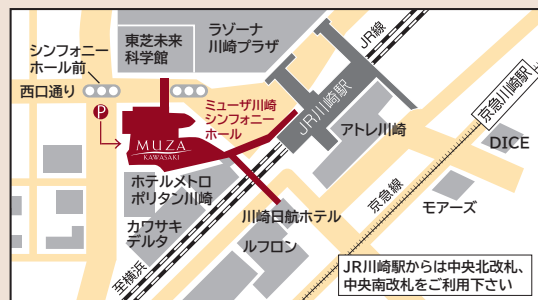 ラゾーナ
川崎プラザ
東芝未来
科学館
シンフォニー
ホール前
西口通り
P
JR線
ミューザ川崎
シンフォニー
ホール
JR川崎駅
アトレ川崎
京急川崎駅
DICE
MUZA
KAWASAKI
ホテルメトロ
ポリタン川崎
カワサキ
デルタ
川崎日航ホテル
ルフロン
京急線
モアーズ
至横浜
JR川崎駅からは中央北改札、
中央南改札をご利用下さい